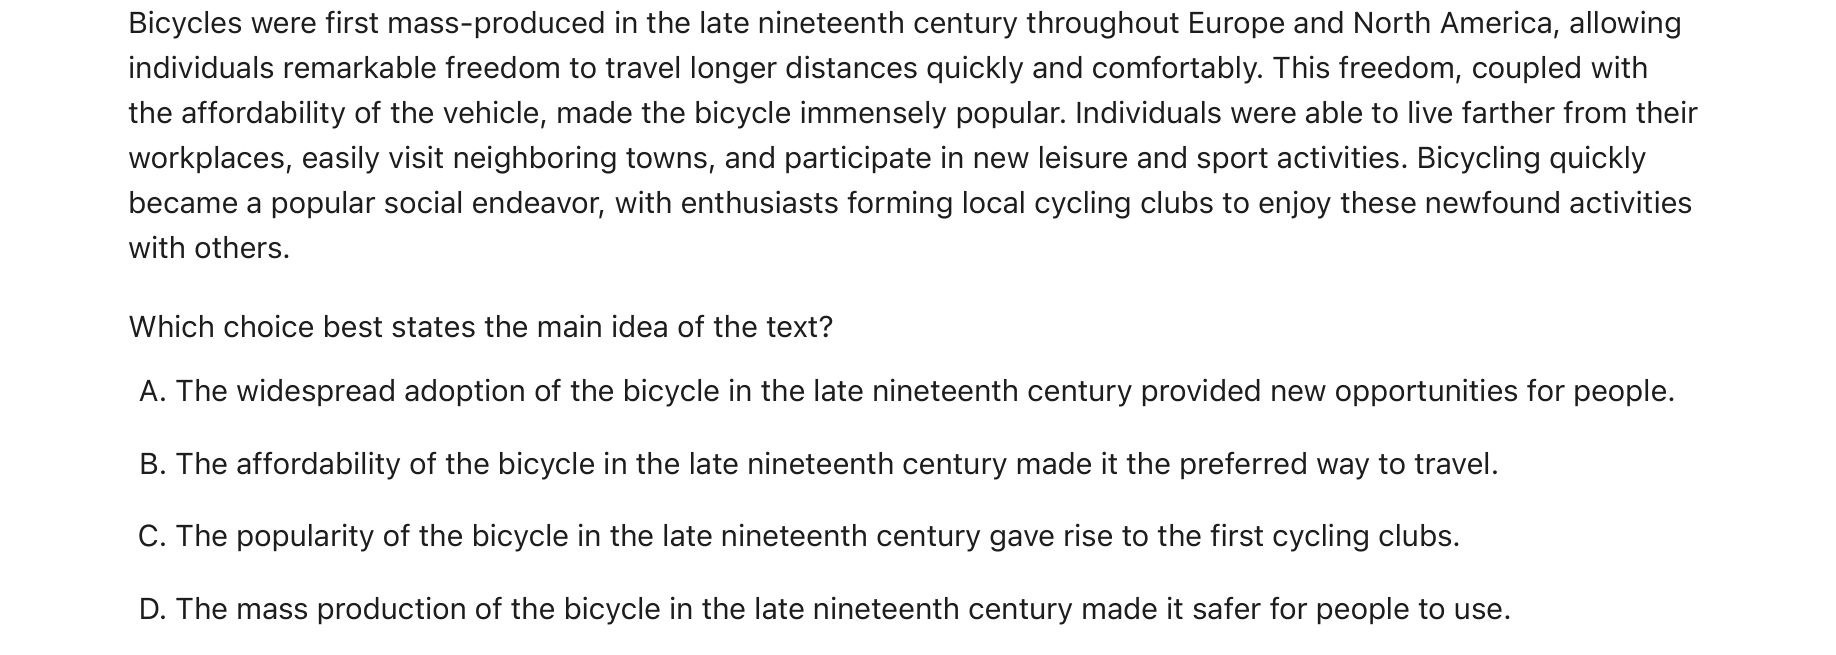 Bicycles were first mass-produced in the late nineteenth century throughout Europe and North America, allowing
individuals remarkable freedom to travel longer distances quickly and comfortably. This freedom, coupled with
the affordability of the vehicle, made the bicycle immensely popular. Individuals were able to live farther from their
workplaces, easily visit neighboring towns, and participate in new leisure and sport activities. Bicycling quickly
became a popular social endeavor, with enthusiasts forming local cycling clubs to enjoy these newfound activities
with others.
Which choice best states the main idea of the text?
A. The widespread adoption of the bicycle in the late nineteenth century provided new opportunities for people.
B. The affordability of the bicycle in the late nineteenth century made it the preferred way to travel.
C. The popularity of the bicycle in the late nineteenth century gave rise to the first cycling clubs.
D. The mass production of the bicycle in the late nineteenth century made it safer for people to use.